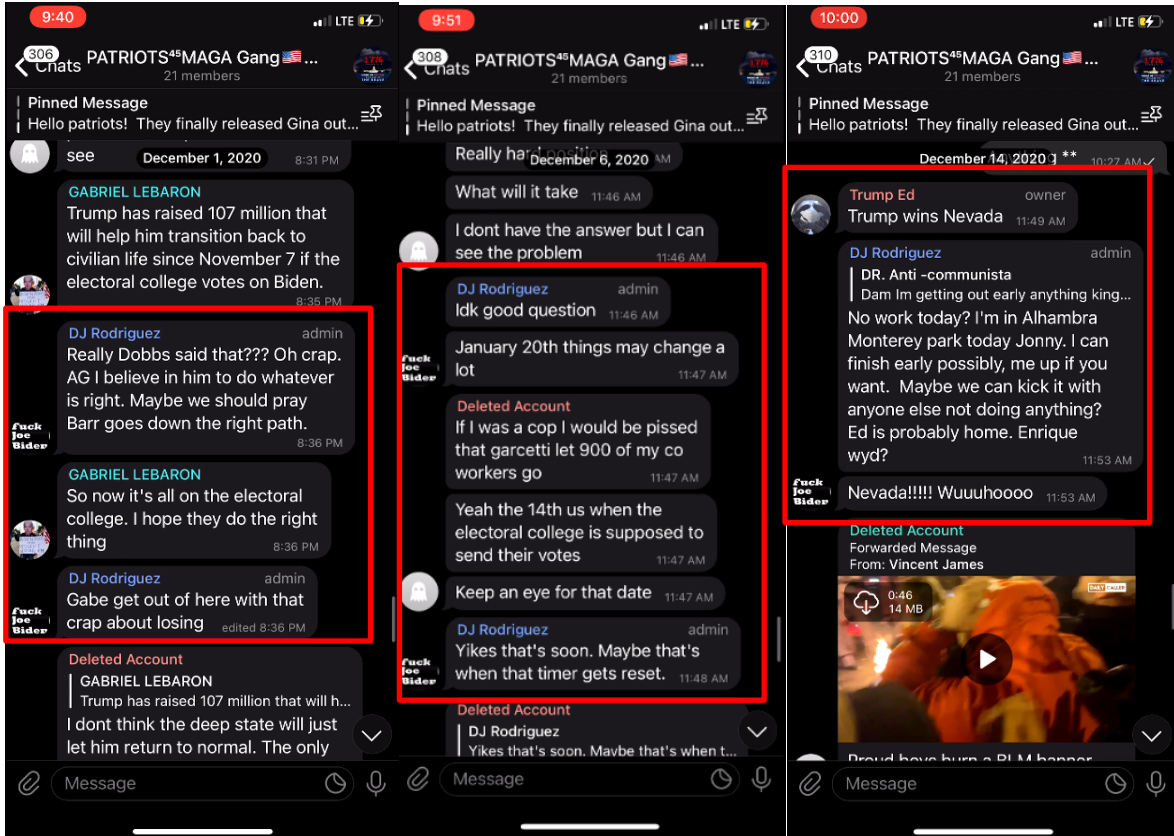 9:40
LTE
306
Chats
PATRIOTS⁴⁵MAGA Gang🇺🇸...
21 members
Pinned Message
Hello patriots! They finally released Gina out...
see
December 1, 2020
8:31 PM
GABRIEL LEBARON
Trump has raised 107 million that
will help him transition back to
civilian life since November 7 if the
electoral college votes on Biden.
8:35 PM
DJ Rodriguez
admin
Really Dobbs said that??? Oh crap.
AG I believe in him to do whatever
is right. Maybe we should pray
Barr goes down the right path.
8:36 PM
fuck
Joe
Biden
GABRIEL LEBARON
So now it's all on the electoral
college. I hope they do the right
thing
8:36 PM
DJ Rodriguez
admin
Gabe get out of here with that
crap about losing
edited 8:36 PM
fuck
Joe
Biden
Deleted Account
GABRIEL LEBARON
Trump has raised 107 million that will h...
I dont think the deep state will just
let him return to normal. The only
Message
9:51
LTE
308
Chats
PATRIOTS⁴⁵MAGA Gang🇺🇸...
21 members
Pinned Message
Hello patriots! They finally released Gina out...
Really hard position
December 6, 2020
AM
What will it take
11:46 AM
I dont have the answer but I can
see the problem
11:46 AM
DJ Rodriguez
admin
Idk good question
11:46 AM
January 20th things may change a
lot
11:47 AM
fuck
Joe
Biden
Deleted Account
If I was a cop I would be pissed
that garcetti let 900 of my co
workers go
11:47 AM
Yeah the 14th us when the
electoral college is supposed to
send their votes
11:47 AM
Keep an eye for that date
11:47 AM
DJ Rodriguez
admin
Yikes that's soon. Maybe that's
when that timer gets reset.
11:48 AM
fuck
Joe
Biden
Deleted Account
DJ Rodriguez
Yikes that's soon. Maybe that's when t...
Message
10:00
LTE
310
Chats
PATRIOTS⁴⁵MAGA Gang🇺🇸...
21 members
Pinned Message
Hello patriots! They finally released Gina out...
December 14, 2020
**
10:27 AM
Trump Ed
owner
Trump wins Nevada
11:49 AM
DJ Rodriguez
admin
DR. Anti -communista
Dam Im getting out early anything king...
No work today? I'm in Alhambra
Monterey park today Jonny. I can
finish early possibly, me up if you
want. Maybe we can kick it with
anyone else not doing anything?
Ed is probably home. Enrique
wyd?
11:53 AM
Nevada!!!!! Wuuuhoooo
11:53 AM
fuck
Joe
Biden
Deleted Account
Forwarded Message
From: Vincent James
0:46
14 MB
DAILY CALLER
Proud boys burn a BLM banner
Message